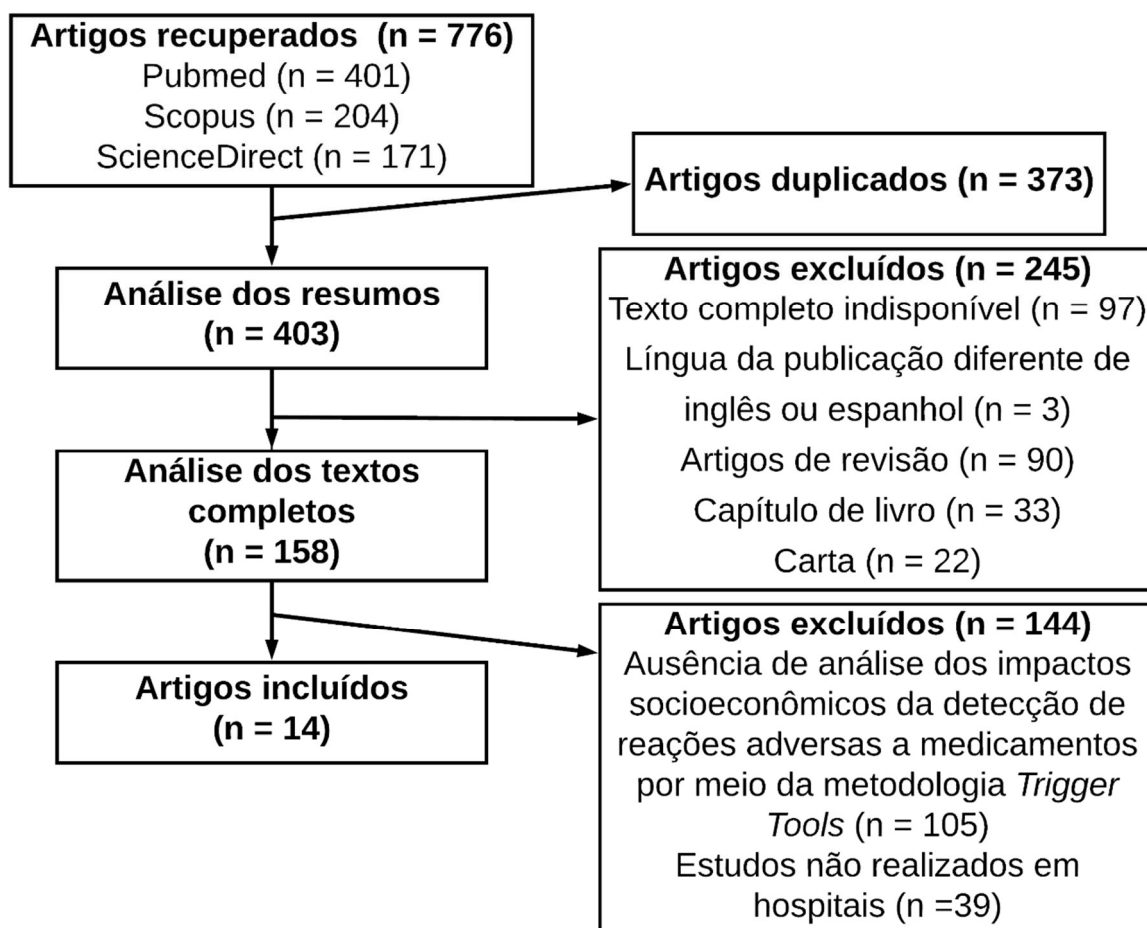 Artigos recuperados (n = 776)
Pubmed (n = 401)
Scopus (n = 204)
ScienceDirect (n = 171)
Artigos duplicados (n = 373)
Análise dos resumos
(n = 403)
Artigos excluídos (n = 245)
Texto completo indisponível (n = 97)
Língua da publicação diferente de
inglês ou espanhol (n = 3)
Artigos de revisão (n = 90)
Capítulo de livro (n = 33)
Carta (n = 22)
Análise dos textos
completos
(n = 158)
Artigos excluídos (n = 144)
Ausência de análise dos impactos
socioeconômicos da detecção de
reações adversas a medicamentos
por meio da metodologia Trigger
Tools (n = 105)
Estudos não realizados em
hospitais (n =39)
Artigos incluídos
(n = 14)